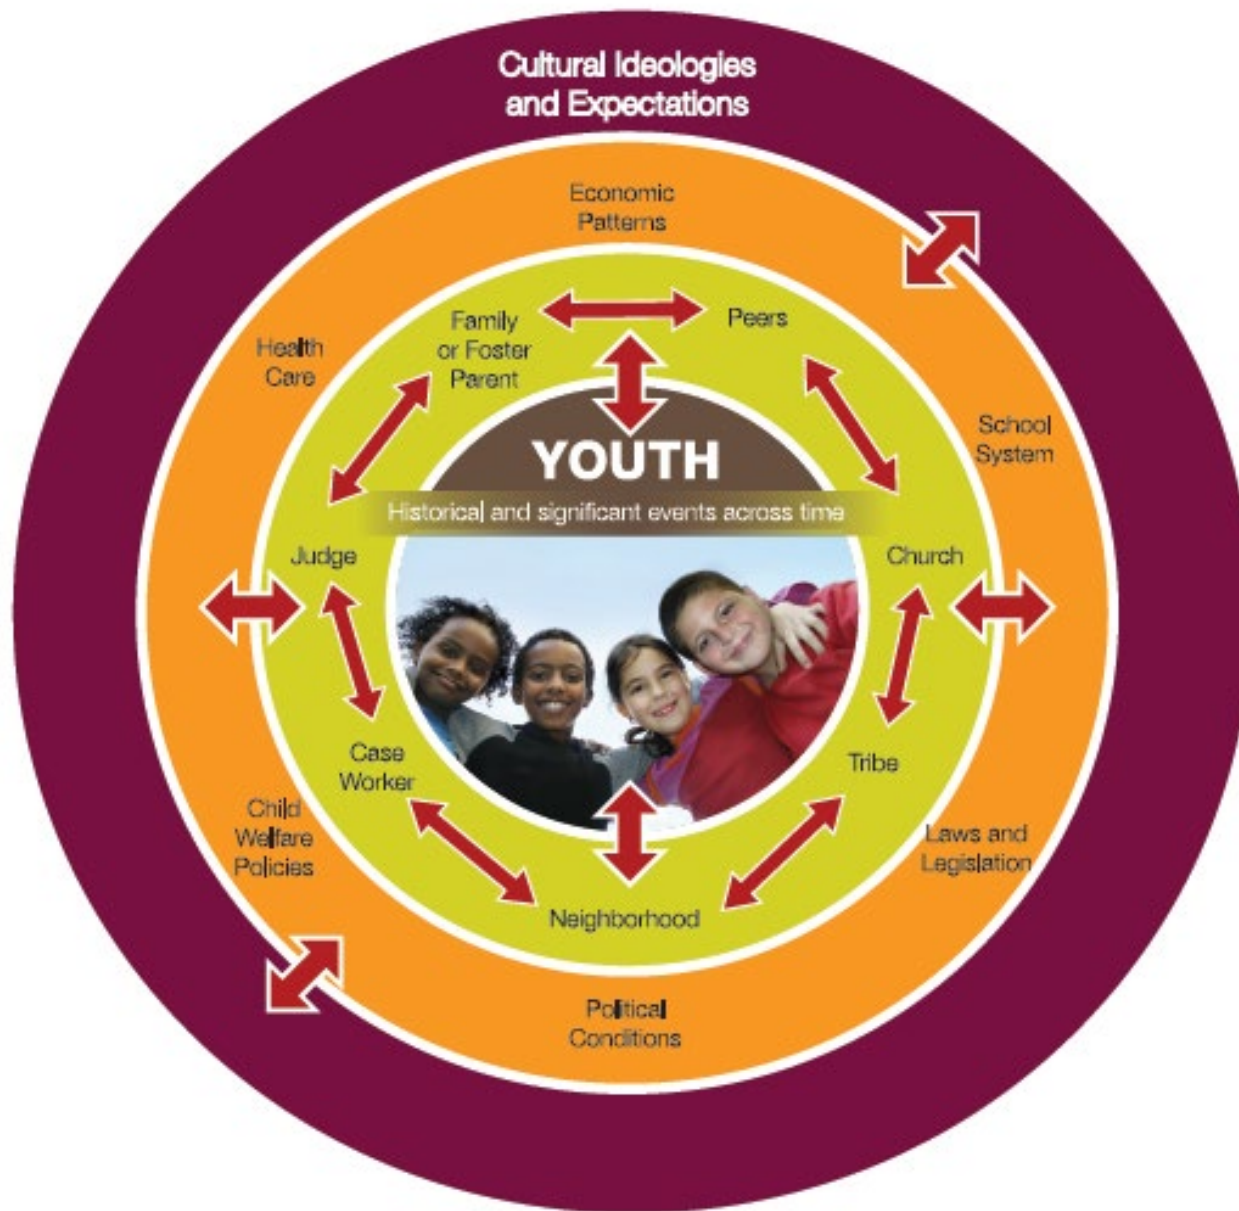 Cultural Ideologies
and Expectations
Economic
Patterns
Health
Care
School
System
Family
or Foster
Parent
Peers
YOUTH
Historical and significant events across time
Judge
Church
Case
Worker
Tribe
Child
Welfare
Policies
Laws and
Legislation
Neighborhood
Political
Conditions